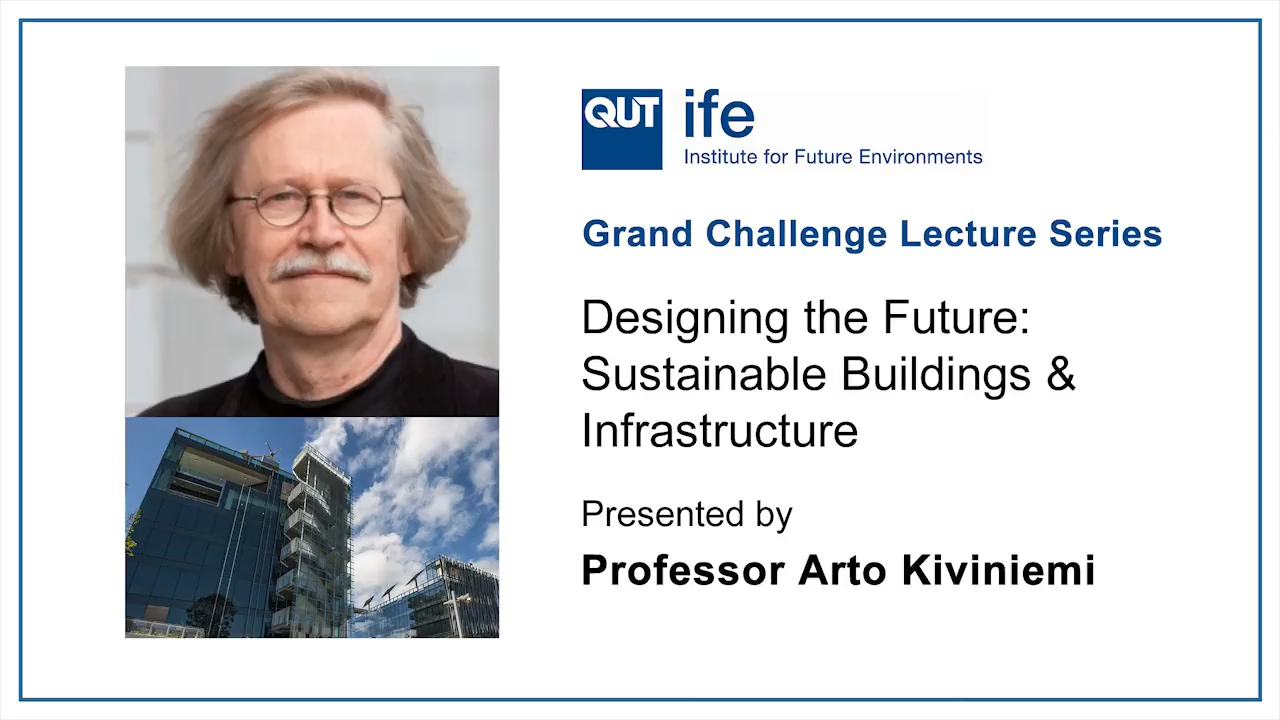 QUT
ife
Institute for Future Environments
Grand Challenge Lecture Series
Designing the Future:
Sustainable Buildings &
Infrastructure
Presented by
Professor Arto Kiviniemi